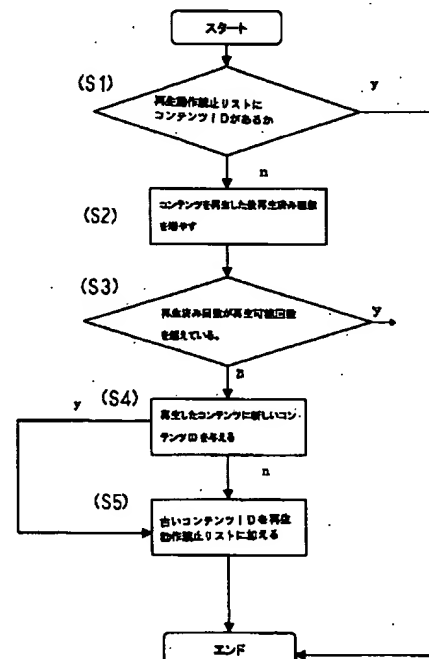 スタート
(S1)
再生動作禁止リストに
コンテンツIDがあるか
y
n
(S2)
コンテンツを再生した後再生済み回数
を増やす
(S3)
再生済み回数が再生可能回数
を超えている。
y
n
(S4)
再生したコンテンツに新しいコン
テンツIDを与える
y
n
(S5)
古いコンテンツIDを再生
動作禁止リストに加える
エンド